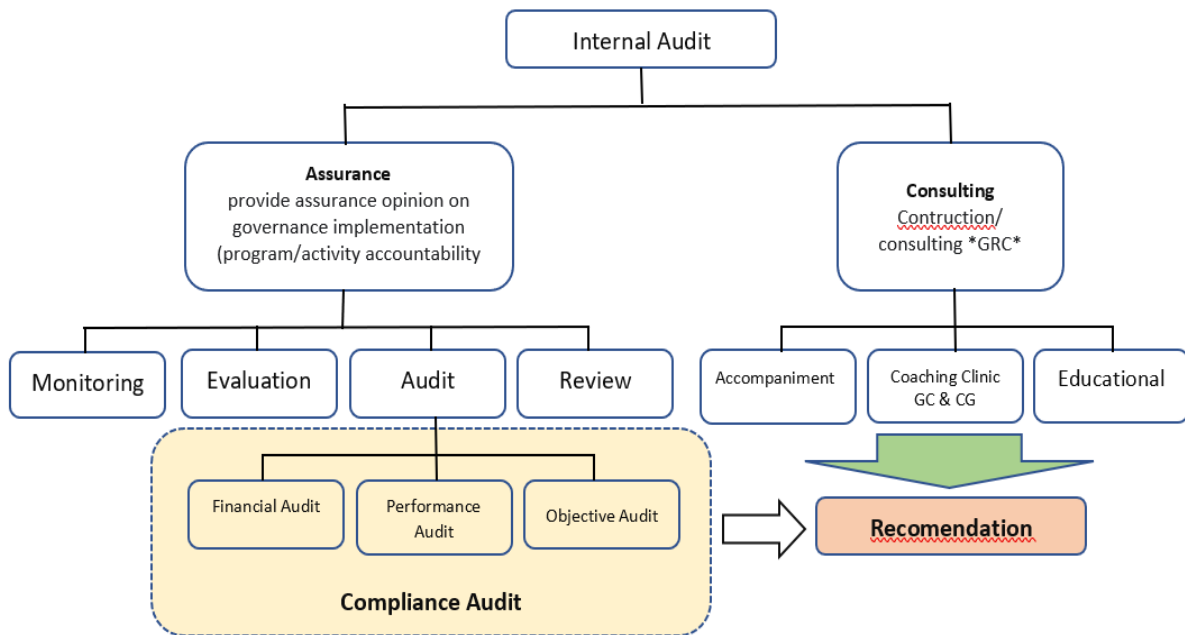 Internal Audit
Assurance
provide assurance opinion on
governance implementation
(program/activity accountability
Consulting
Contruction/
consulting *GRC*
Monitoring
Evaluation
Audit
Review
Accompaniment
Coaching Clinic
GC & CG
Educational
Financial Audit
Performance
Audit
Objective Audit
Recomendation
Compliance Audit